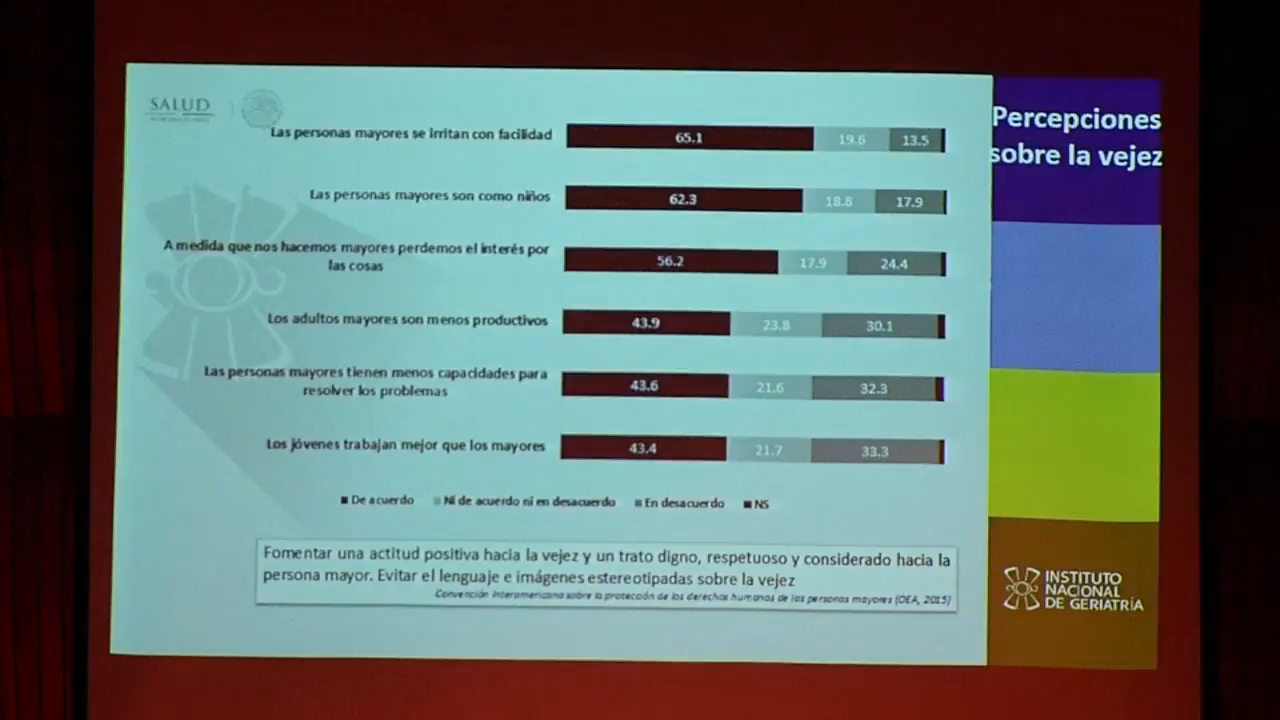 SALUD
Las personas mayores se irritan con facilidad
65.1
19.6
13.5
Las personas mayores son como niños
62.3
18.8
17.9
A medida que nos hacemos mayores perdemos el interés por
las cosas
56.2
17.9
24.4
Los adultos mayores son menos productivos
43.9
23.8
30.1
Las personas mayores tienen menos capacidades para
resolver los problemas
43.6
21.6
32.3
Los jóvenes trabajan mejor que los mayores
43.4
21.7
33.3
De acuerdo
Ni de acuerdo ni en desacuerdo
En desacuerdo
NS
Fomentar una actitud positiva hacia la vejez y un trato digno, respetuoso y considerado hacia la
persona mayor. Evitar el lenguaje e imágenes estereotipadas sobre la vejez
Convención Interamericana sobre la protección de los derechos humanos de las personas mayores (OEA, 2015)
Percepciones
sobre la vejez
INSTITUTO
NACIONAL
DE GERIATRÍA